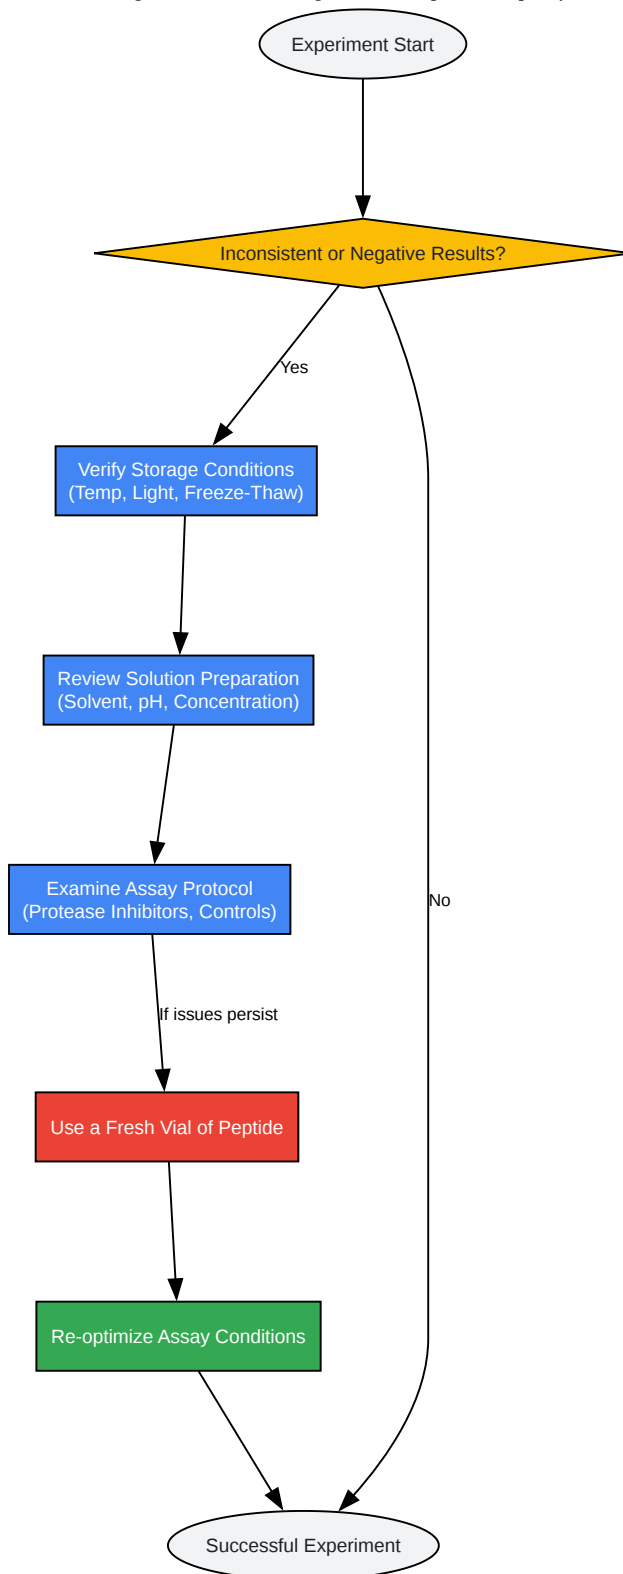 Experiment Start
Inconsistent or Negative Results?
Yes
Verify Storage Conditions
(Temp, Light, Freeze-Thaw)
Review Solution Preparation
(Solvent, pH, Concentration)
Examine Assay Protocol
(Protease Inhibitors, Controls)
No
If issues persist
Use a Fresh Vial of Peptide
Re-optimize Assay Conditions
Successful Experiment